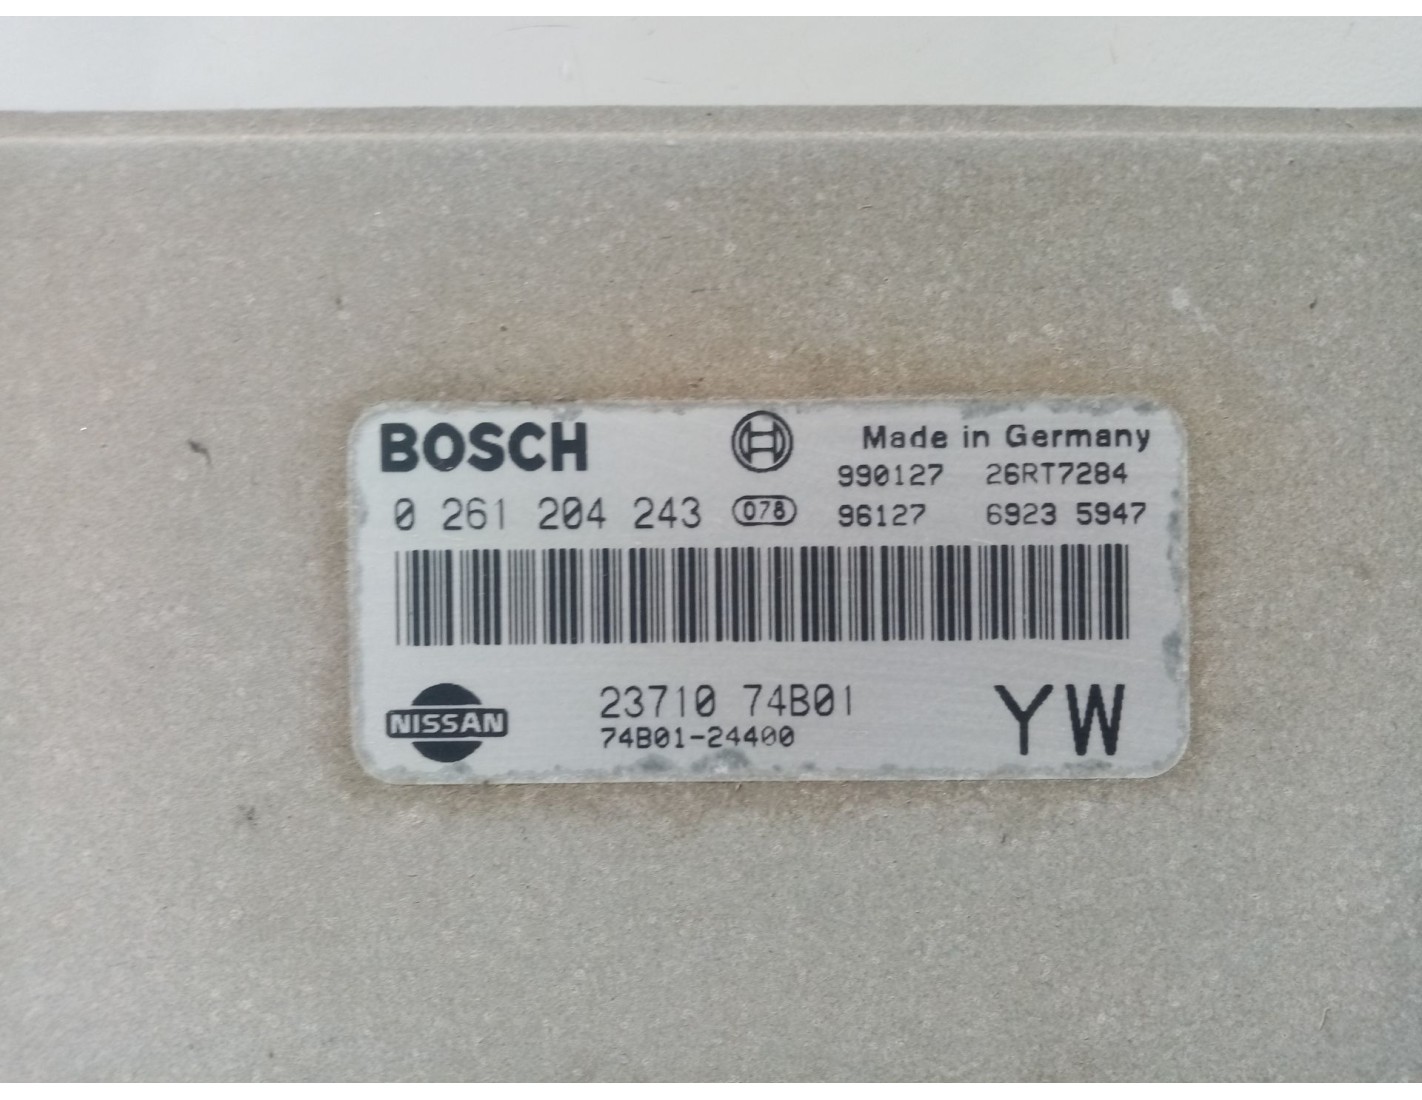 BOSCH
Made in Germany
990127 26RT7284
0 261 204 243 078 96127 6923 5947
NISSAN 23710 74B01 YW
74B01-24400